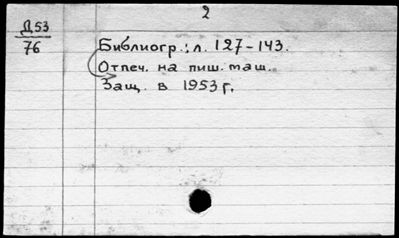 2
Д53
76
Библиогр.: л. 127-143.
Отпеч. на пиш. маш.
Защ. в 1953 г.